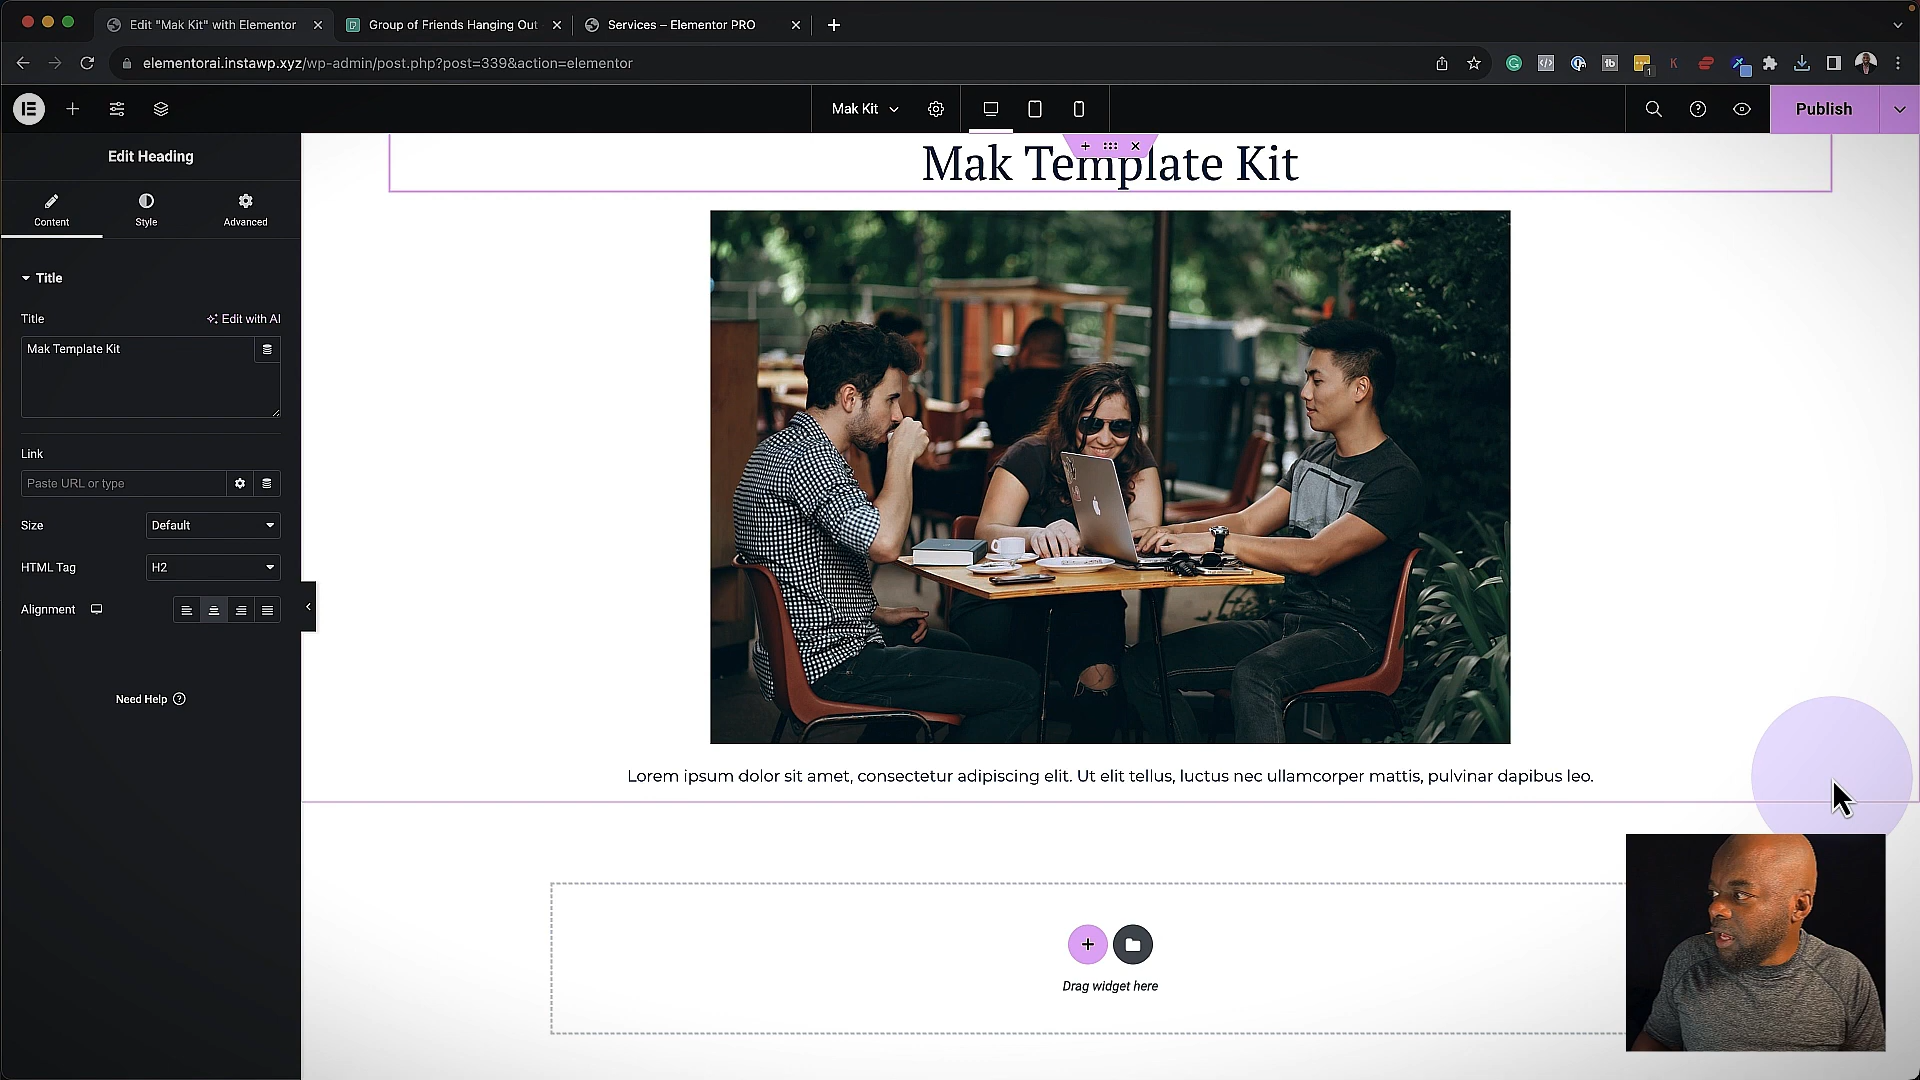 Edit "Mak Kit" with Elementor
Group of Friends Hanging Out
Services – Elementor PRO
elementorai.instawp.xyz/wp-admin/post.php?post=339&action=elementor
Mak Kit
Publish
Edit Heading
Content
Style
Advanced
Title
Title
Edit with AI
Mak Template Kit
Link
Paste URL or type
Size
Default
HTML Tag
H2
Alignment
Need Help
Mak Template Kit
Lorem ipsum dolor sit amet, consectetur adipiscing elit. Ut elit tellus, luctus nec ullamcorper mattis, pulvinar dapibus leo.
Drag widget here